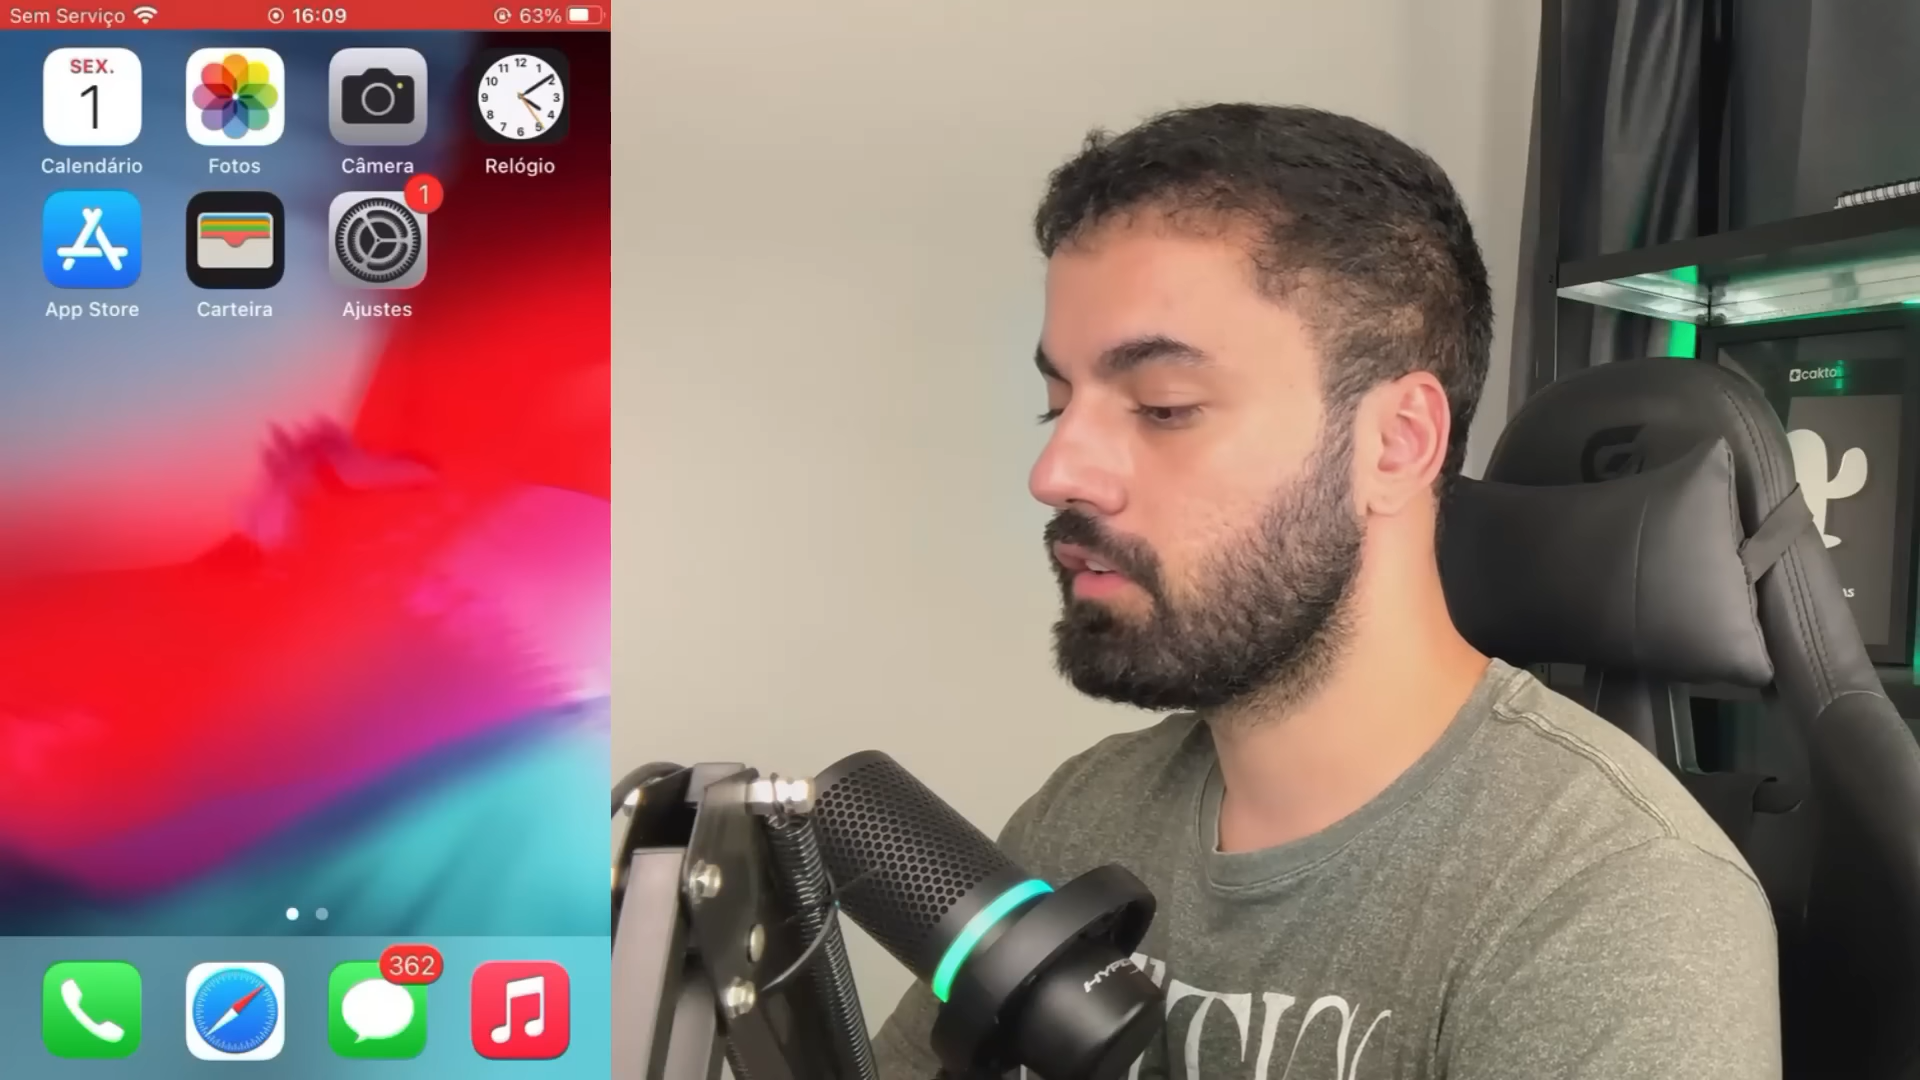 Sem Serviço 16:09 63%
SEX.
1
Calendário Fotos Câmera Relógio
1
App Store Carteira Ajustes
362
cakto